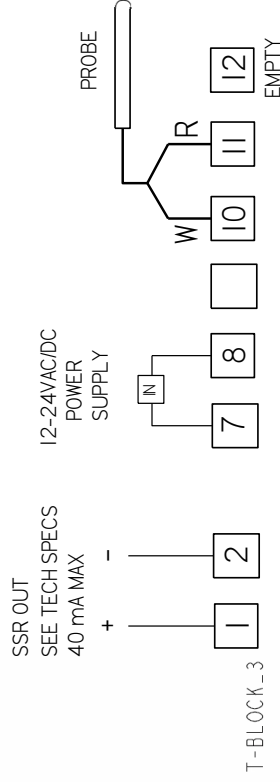 SSR OUT
SEE TECH SPECS
40 mA MAX
+ -
1
2
12-24VAC/DC
POWER
SUPPLY
IN
7
8
PROBE
W
R
10
11
12
EMPTY
T-BLOCK_3